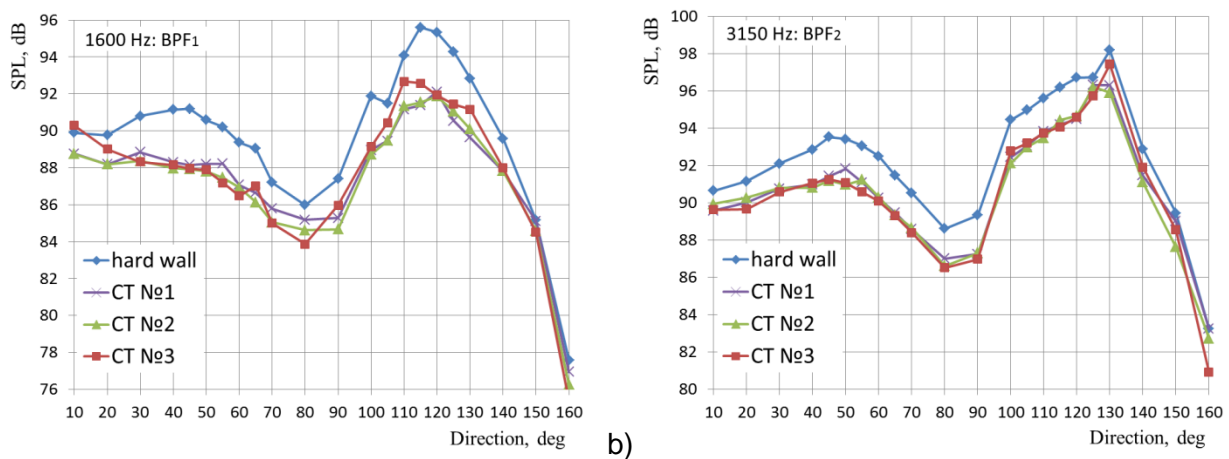 SPL, dB
1600 Hz: BPF₁
96
94
92
90
88
86
84
82
80
78
76
hard wall
CT №1
CT №2
CT №3
10 20 30 40 50 60 70 80 90 100 110 120 130 140 150 160
Direction, deg
b)
SPL, dB
3150 Hz: BPF₂
100
98
96
94
92
90
88
86
84
82
80
hard wall
CT №1
CT №2
CT №3
10 20 30 40 50 60 70 80 90 100 110 120 130 140 150 160
Direction, deg